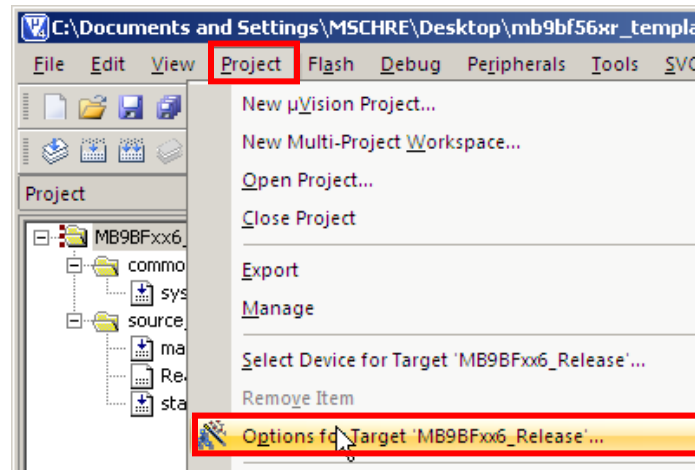 C:\Documents and Settings\MSCHRE\Desktop\mb9bf56xr_templa
File Edit View Project Flash Debug Peripherals Tools SVC
New µVision Project...
New Multi-Project Workspace...
Project
Open Project...
Close Project
MB9BFxx6_
commo
Export
sys
Manage
source_
ma
Select Device for Target 'MB9BFxx6_Release'...
Re
sta
Remove Item
Options for Target 'MB9BFxx6_Release'...